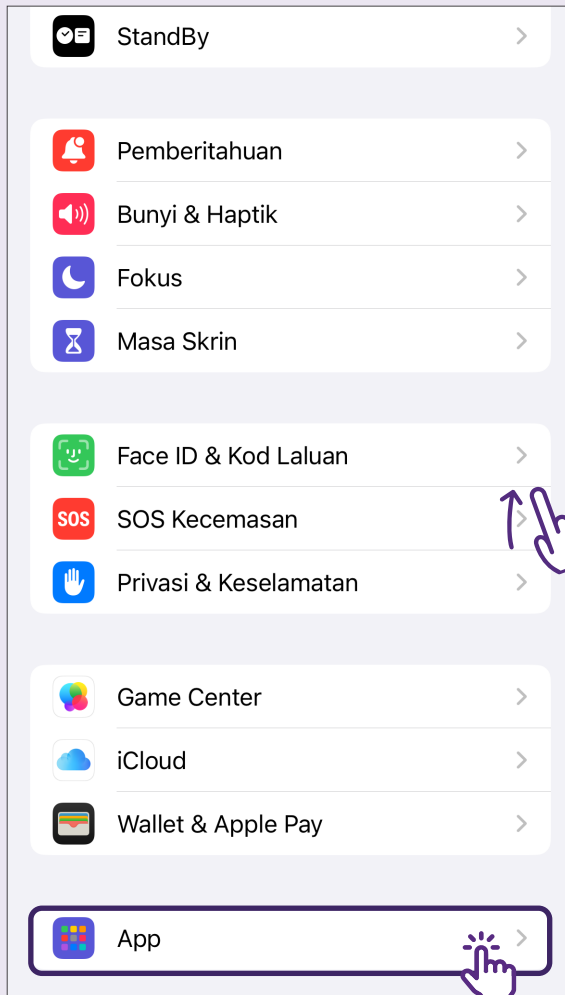 StandBy
Pemberitahuan
Bunyi & Haptik
Fokus
Masa Skrin
Face ID & Kod Laluan
SOS SOS Kecemasan
Privasi & Keselamatan
Game Center
iCloud
Wallet & Apple Pay
App